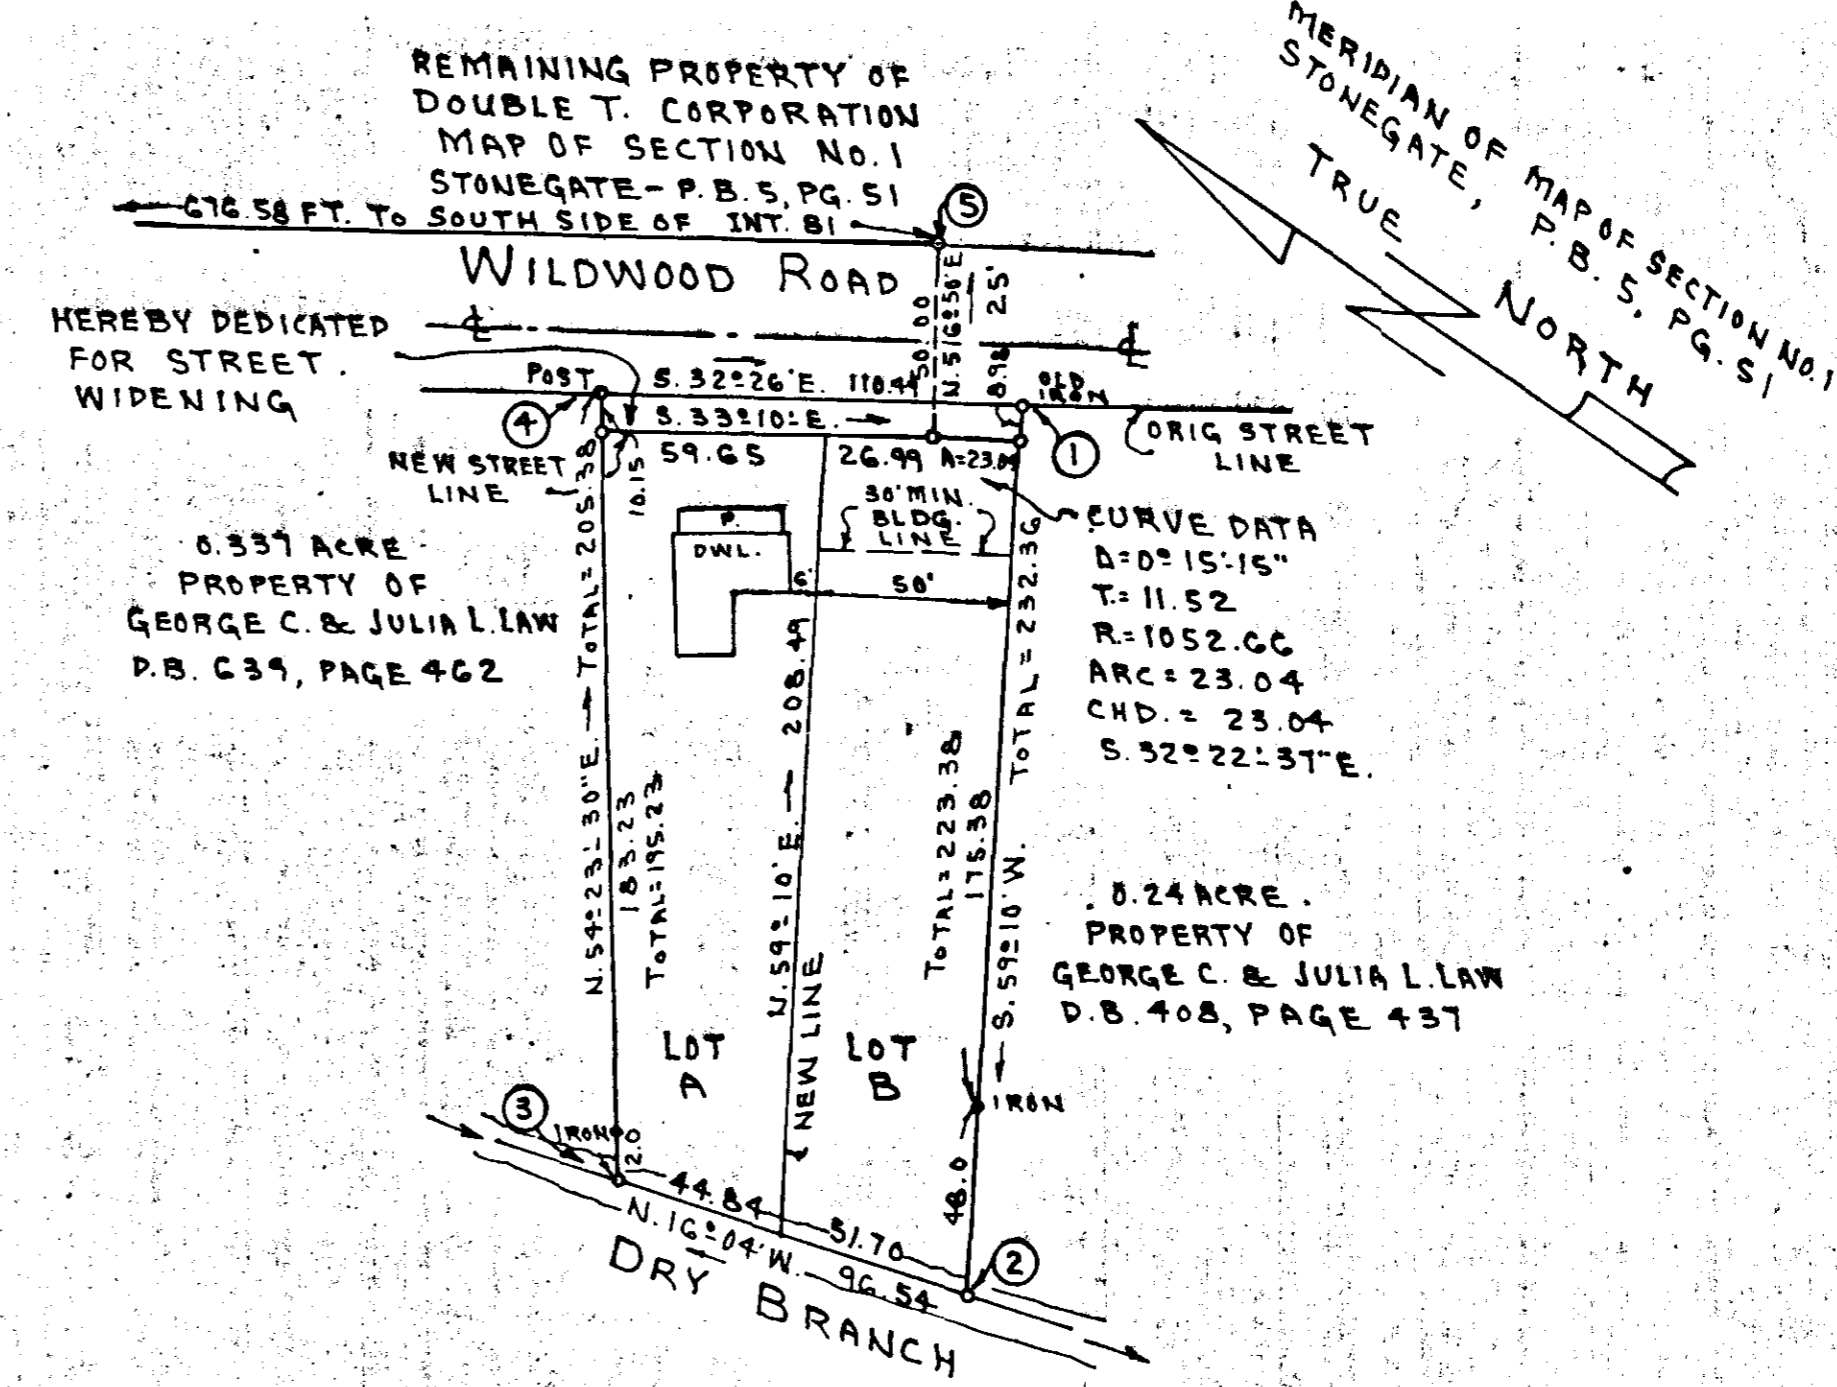 REMAINING PROPERTY OF
DOUBLE T. CORPORATION
MAP OF SECTION NO. 1
STONEGATE - P. B. 5, PG. 51
676.58 FT. TO SOUTH SIDE OF INT. 81
5
WILDWOOD ROAD
MERIDIAN OF MAP OF SECTION NO. 1
STONEGATE, P. B. 5, PG. 51
TRUE NORTH
HEREBY DEDICATED
FOR STREET.
WIDENING
50.00
N. 51°50'E.
25'
POST
S. 32°26'E. 110.44
8.98
OLD
IRON
4
S. 33°10'E.
1
ORIG STREET
LINE
NEW STREET
LINE
59.65
26.99
A=23.04
10.15
30' MIN.
BLDG.
LINE
P.
DWL.
6'
50'
CURVE DATA
Δ=0°15'15"
T.= 11.52
R.= 1052.66
ARC = 23.04
CHD. = 23.04
S. 32°22'37"E.
0.337 ACRE
PROPERTY OF
GEORGE C. & JULIA L. LAW
D.B. 639, PAGE 462
N. 54°23'30"E. TOTAL = 205.38
183.23
TOTAL=195.23
N. 59°10'E. 208.49
NEW LINE
TOTAL = 223.38
175.38
S. 59°10'W. TOTAL = 232.36
0.24 ACRE.
PROPERTY OF
GEORGE C. & JULIA L. LAW
D.B. 408, PAGE 437
LOT
A
LOT
B
IRON
3
IRON
12.0
48.0
44.84
51.70
N. 16°04'W. 96.54
2
DRY BRANCH